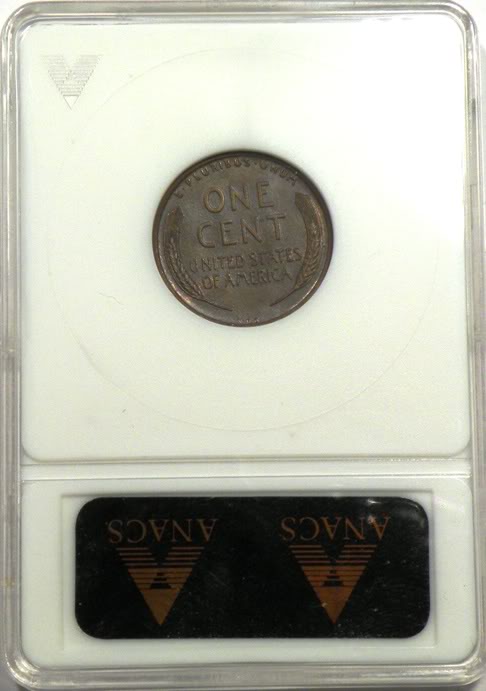 E·PLURIBUS·UNUM
ONE
CENT
UNITED STATES
OF AMERICA
ANACS ANACS